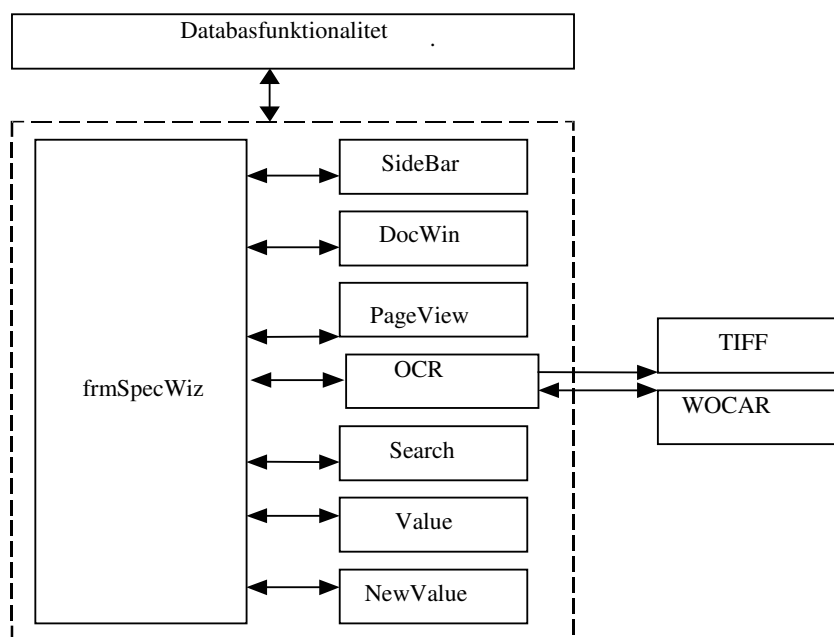 Databasfunktionalitet .
SideBar
DocWin
PageView
TIFF
OCR
frmSpecWiz
WOCAR
Search
Value
NewValue